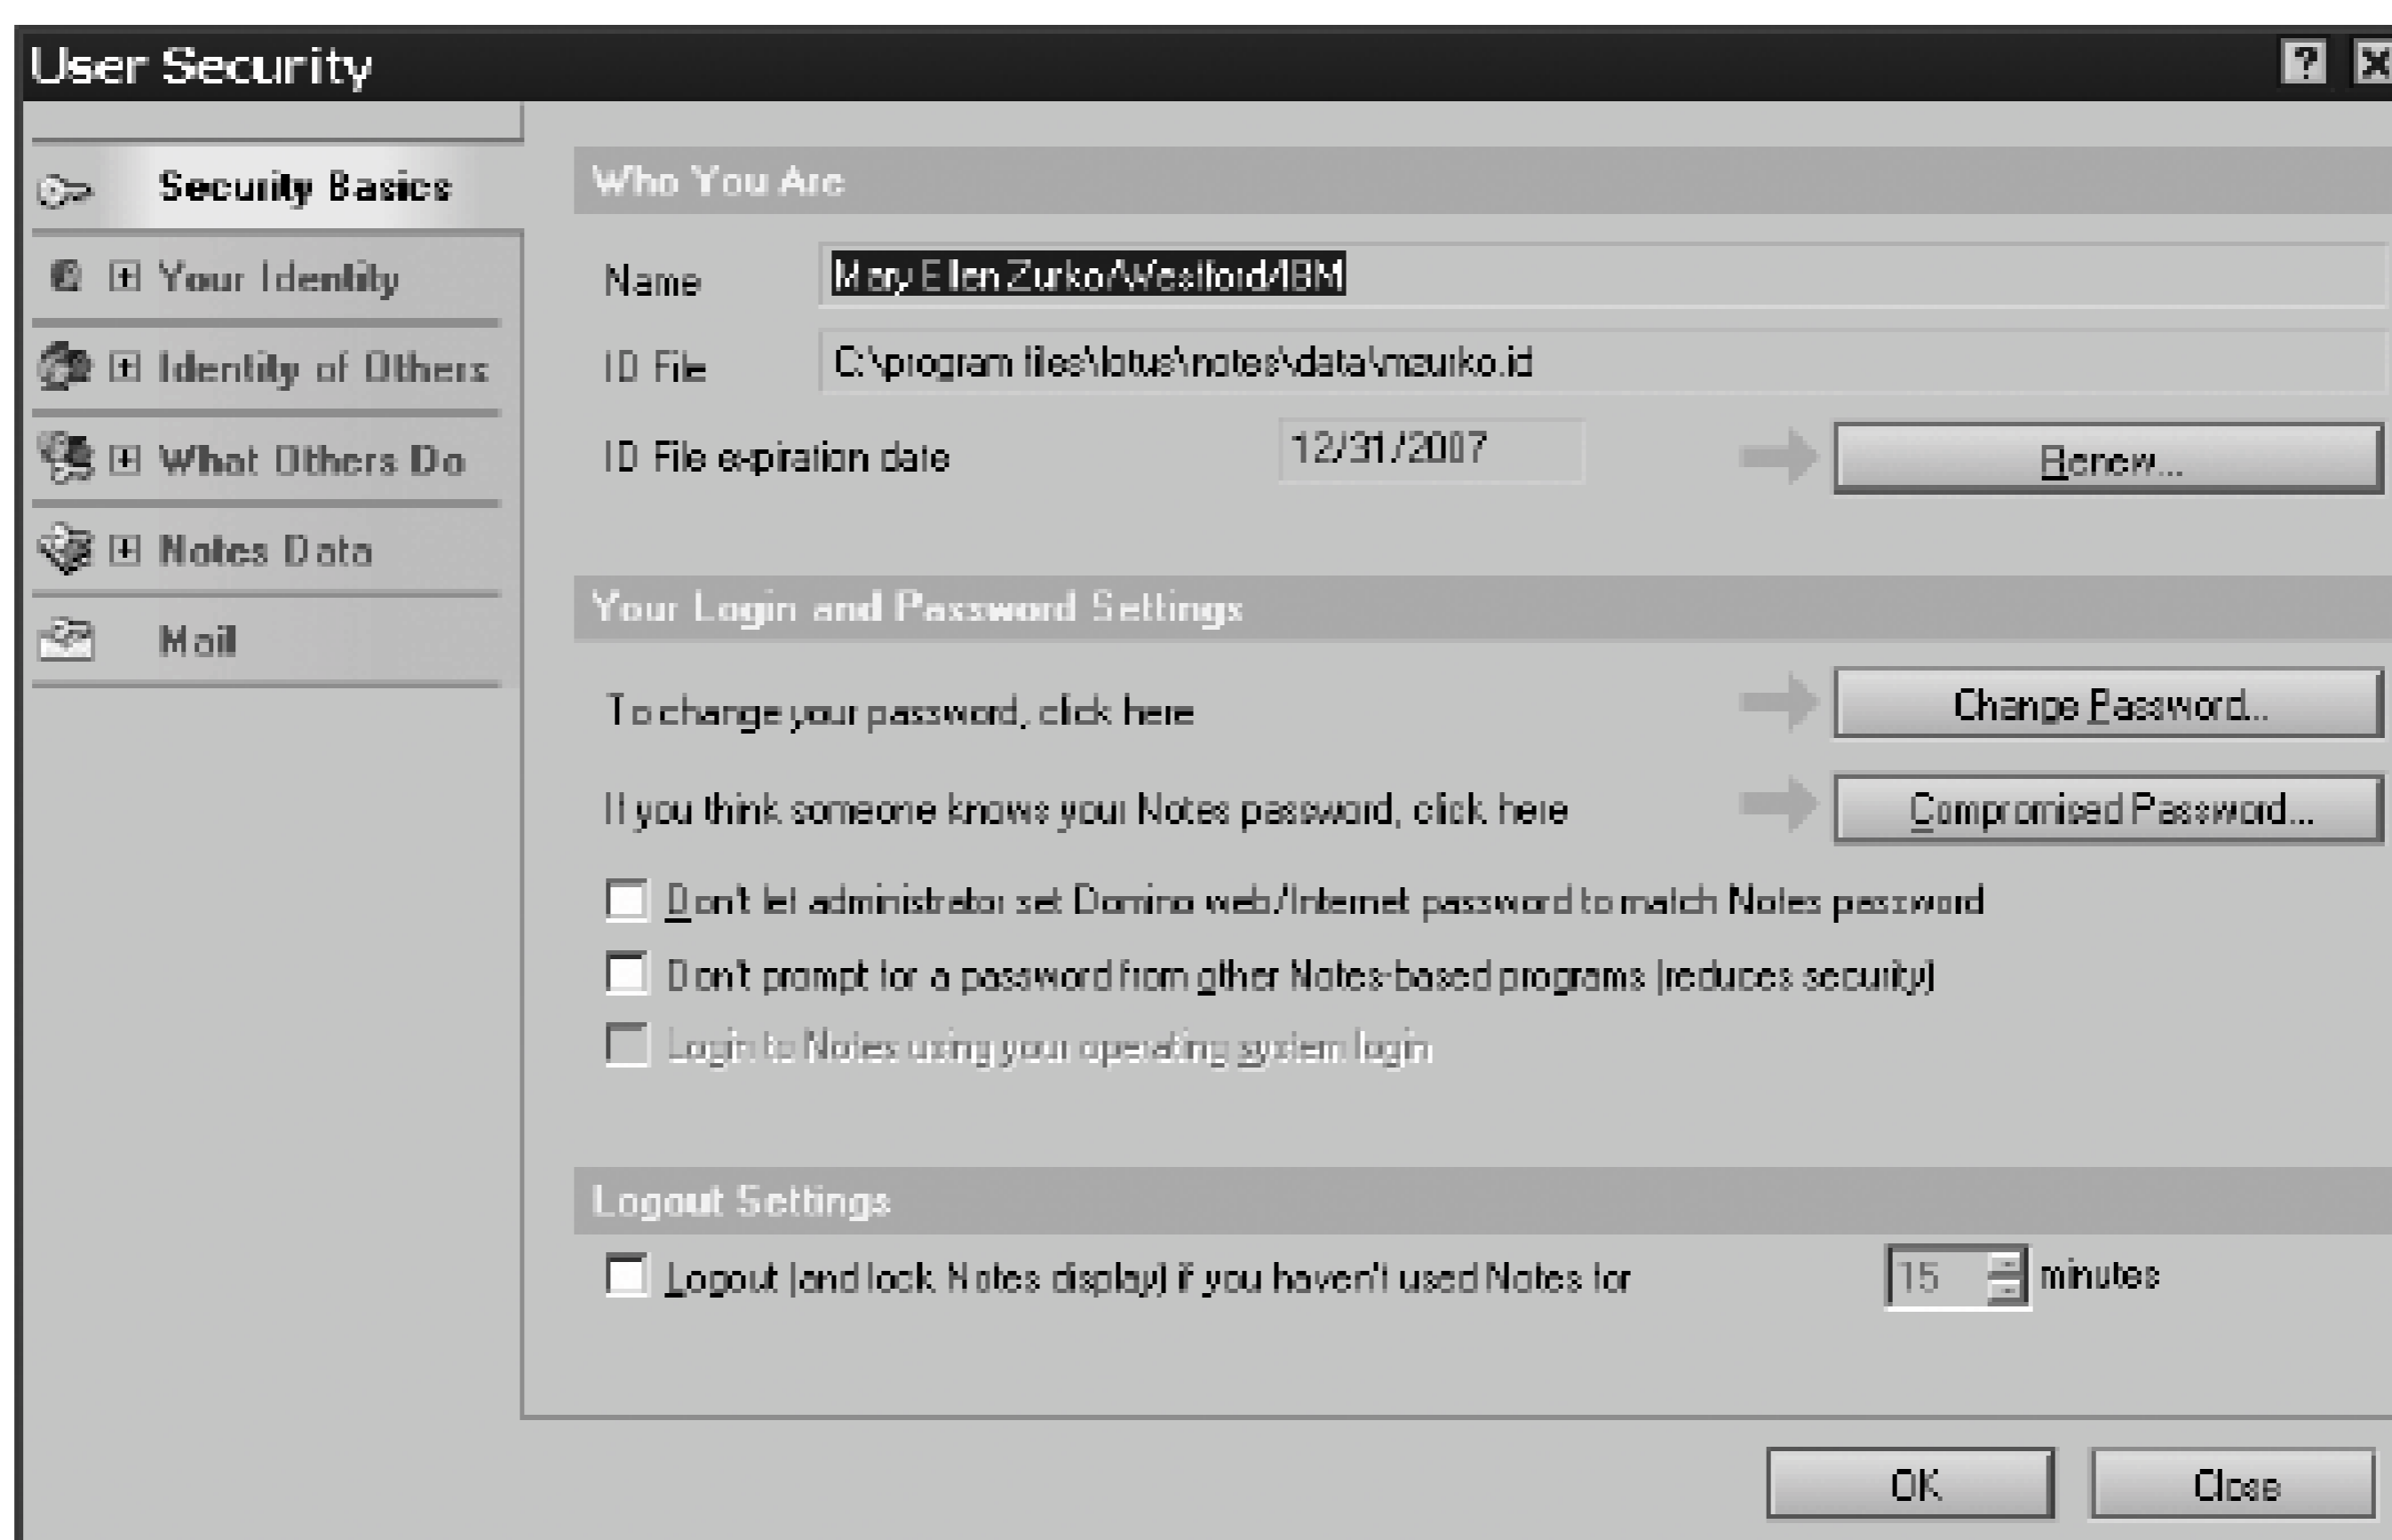 User Security
Security Basics
Your Identity
Identity of Others
What Others Do
Notes Data
Mail
Who You Are
Name Mary Ellen Zurko/Westford/IBM
ID File C:\program files\lotus\notes\data\mzurko.id
ID File expiration date 12/31/2007 Renew...
Your Login and Password Settings
To change your password, click here Change Password...
If you think someone knows your Notes password, click here Compromised Password...
Don't let administrator set Domino web/Internet password to match Notes password
Don't prompt for a password from other Notes-based programs (reduces security)
Login to Notes using your operating system login
Logout Settings
Logout (and lock Notes display) if you haven't used Notes for 15 minutes
OK Close